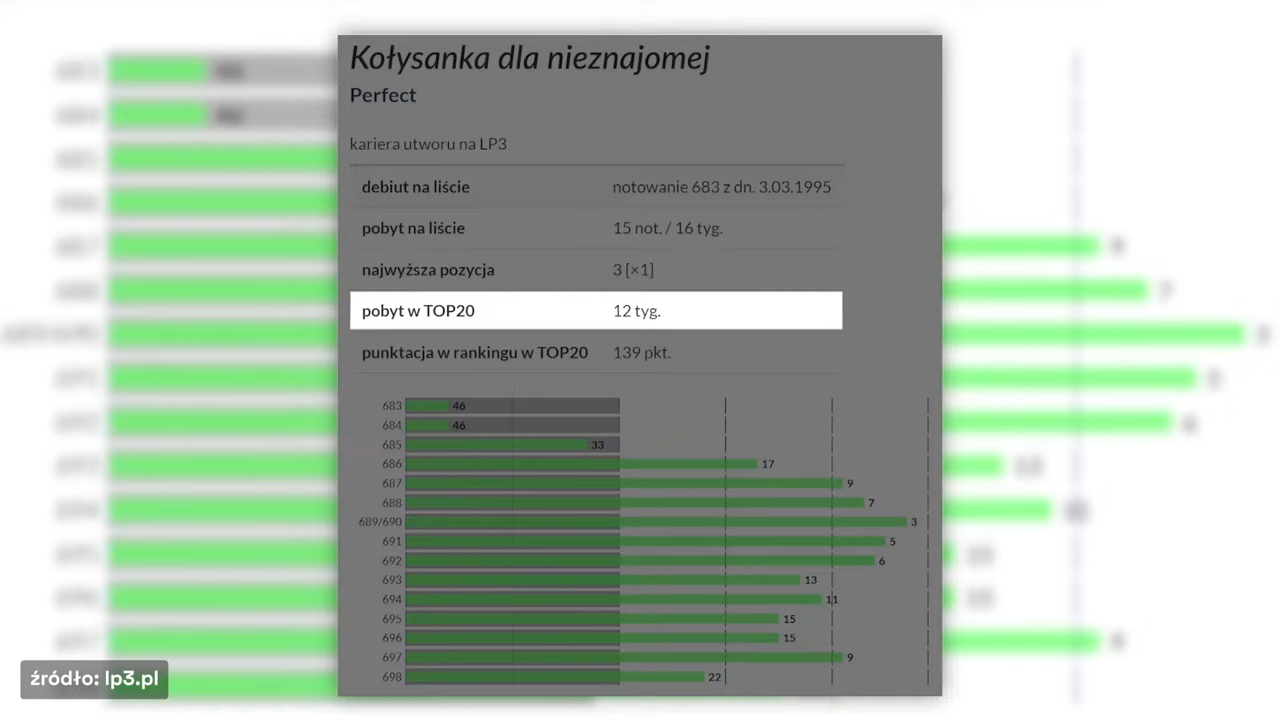 Kołysanka dla nieznajomej
Perfect
kariera utworu na LP3
debiut na liście notowanie 683 z dn. 3.03.1995
pobyt na liście 15 not. / 16 tyg.
najwyższa pozycja 3 [×1]
pobyt w TOP20 12 tyg.
punktacja w rankingu w TOP20 139 pkt.
683 46
684 46
685 33
686 17
687 9
688 7
689/690 3
691 5
692 6
693 13
694 11
695 15
696 15
697 9
698 22
źródło: lp3.pl